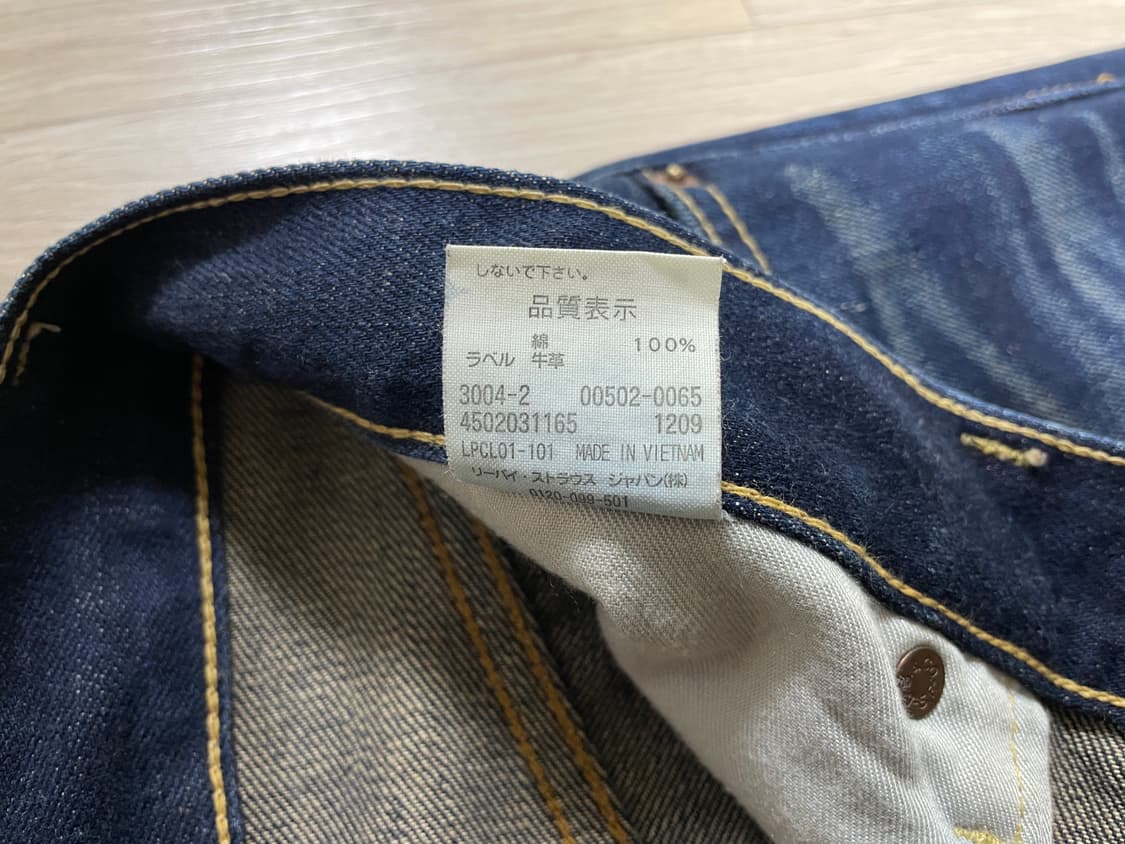 しないで下さい。
品質表示
綿 100%
ラベル 牛革
3004-2 00502-0065
4502031165 1209
LPCL01-101 MADE IN VIETNAM
リーバイ・ストラウス ジャパン(株)
0120-099-501